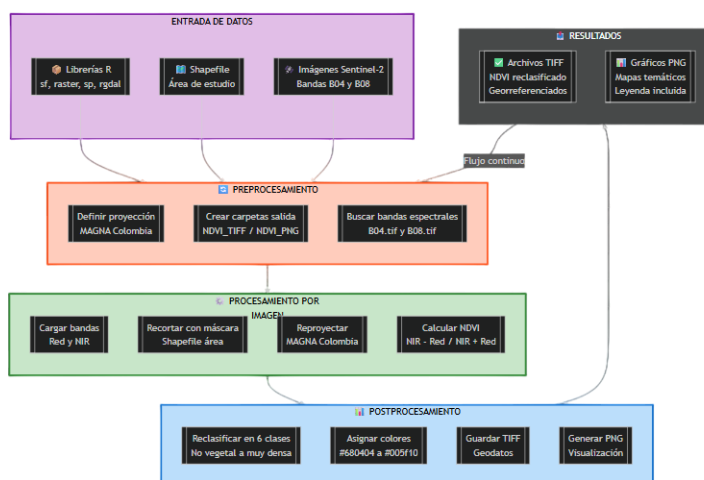 ENTRADA DE DATOS
📦 Librerías R
sf, raster, sp, rgdal
🗺️ Shapefile
Área de estudio
🛰️ Imágenes Sentinel-2
Bandas B04 y B08
RESULTADOS
✅ Archivos TIFF
NDVI reclasificado
Georreferenciados
📊 Gráficos PNG
Mapas temáticos
Leyenda incluida
Flujo continuo
🔄 PREPROCESAMIENTO
Definir proyección
MAGNA Colombia
Crear carpetas salida
NDVI_TIFF / NDVI_PNG
Buscar bandas espectrales
B04.tif y B08.tif
PROCESAMIENTO POR
IMAGEN
Cargar bandas
Red y NIR
Recortar con máscara
Shapefile área
Reproyectar
MAGNA Colombia
Calcular NDVI
NIR - Red / NIR + Red
📊 POSTPROCESAMIENTO
Reclasificar en 6 clases
No vegetal a muy densa
Asignar colores
#680404 a #005f10
Guardar TIFF
Geodatos
Generar PNG
Visualización